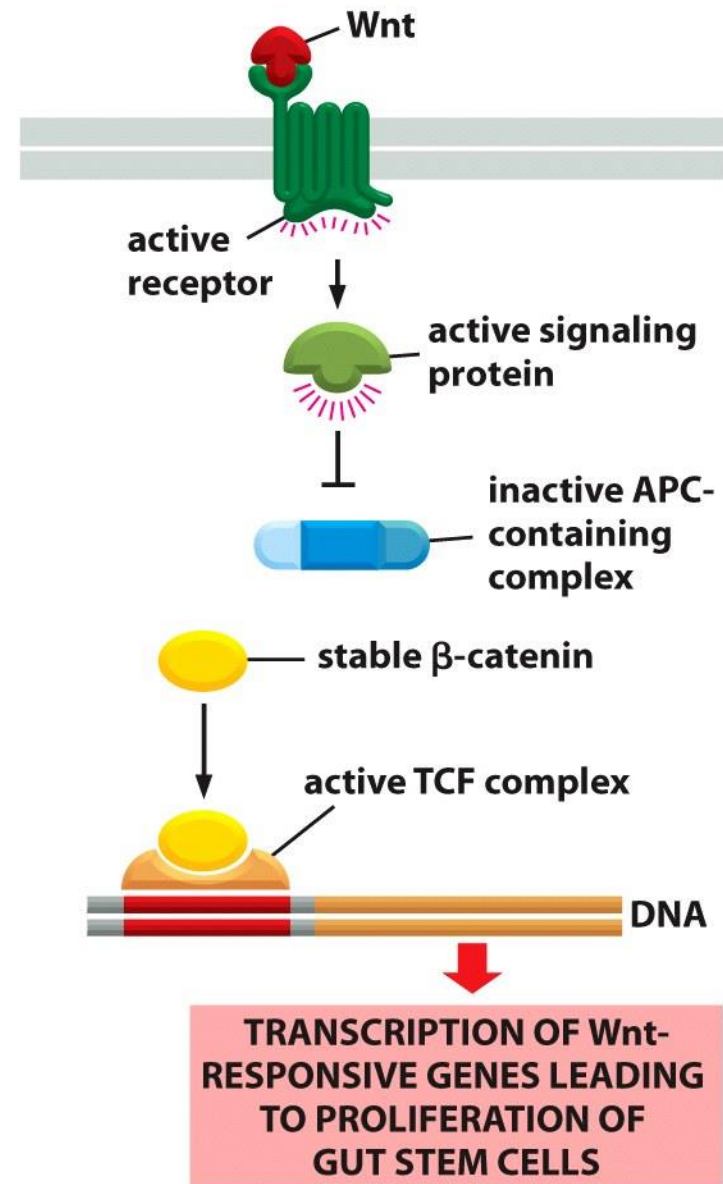 Wnt
active
receptor
active signaling
protein
inactive APC-
containing
complex
stable β-catenin
active TCF complex
DNA
TRANSCRIPTION OF Wnt-
RESPONSIVE GENES LEADING
TO PROLIFERATION OF
GUT STEM CELLS